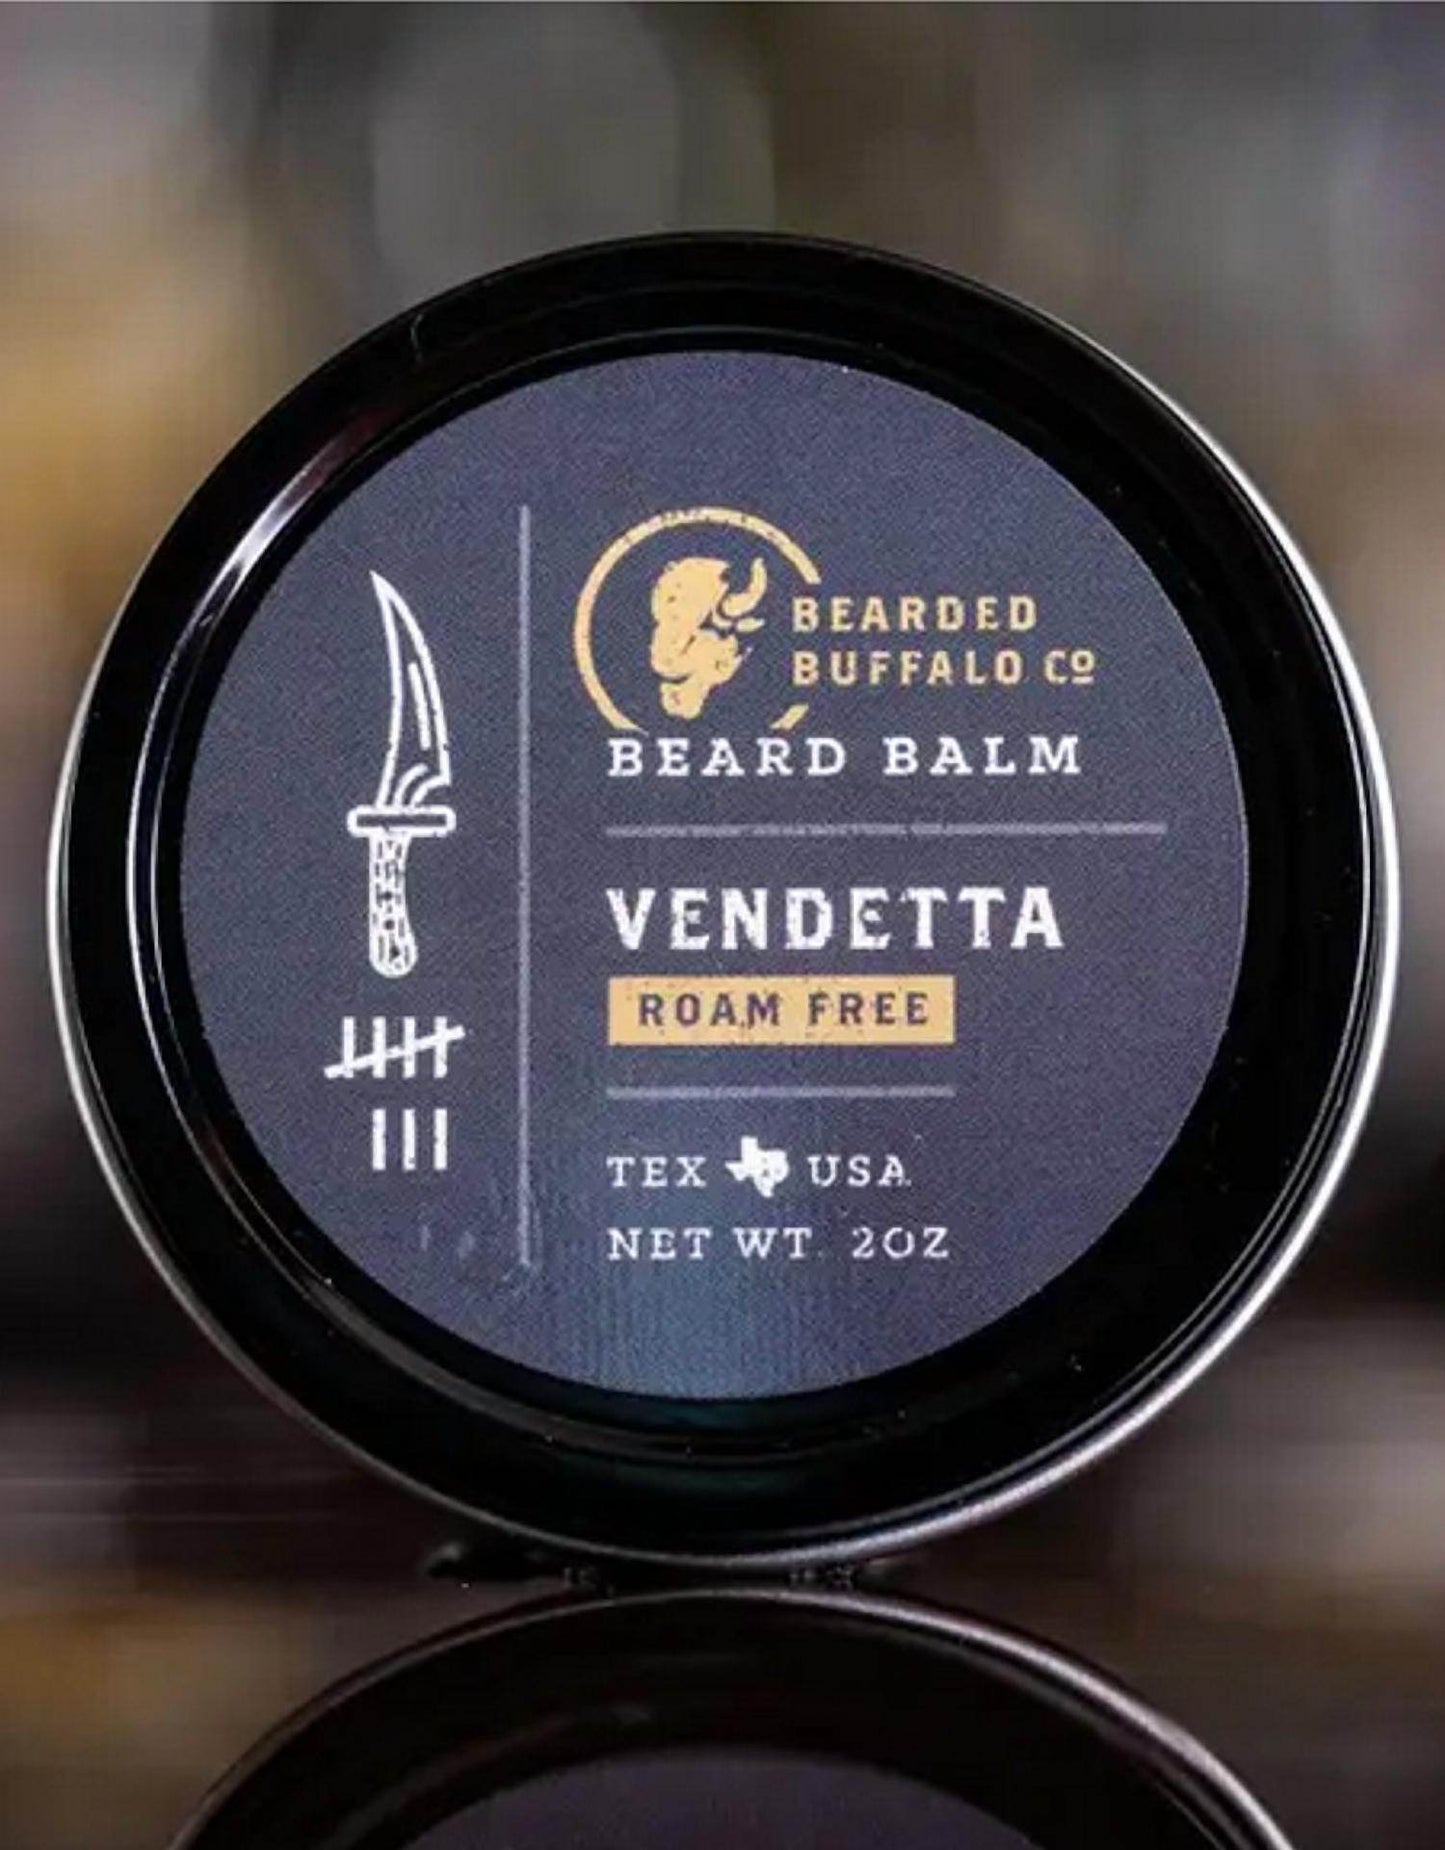 BEARDED
BUFFALO Cº
BEARD BALM
VENDETTA
ROAM FREE
TEX USA
NET WT. 2OZ